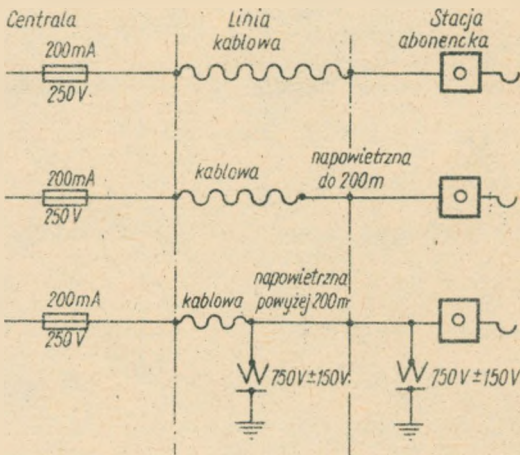 Centrala
Linia
kablowa
Stacja
abonencka
200mA
250V
200mA
250V
kablowa
napowietrzna
do 200m
200mA
250V
kablowa
napowietrzna
powyżej 200m
750V±150V
750V±150V